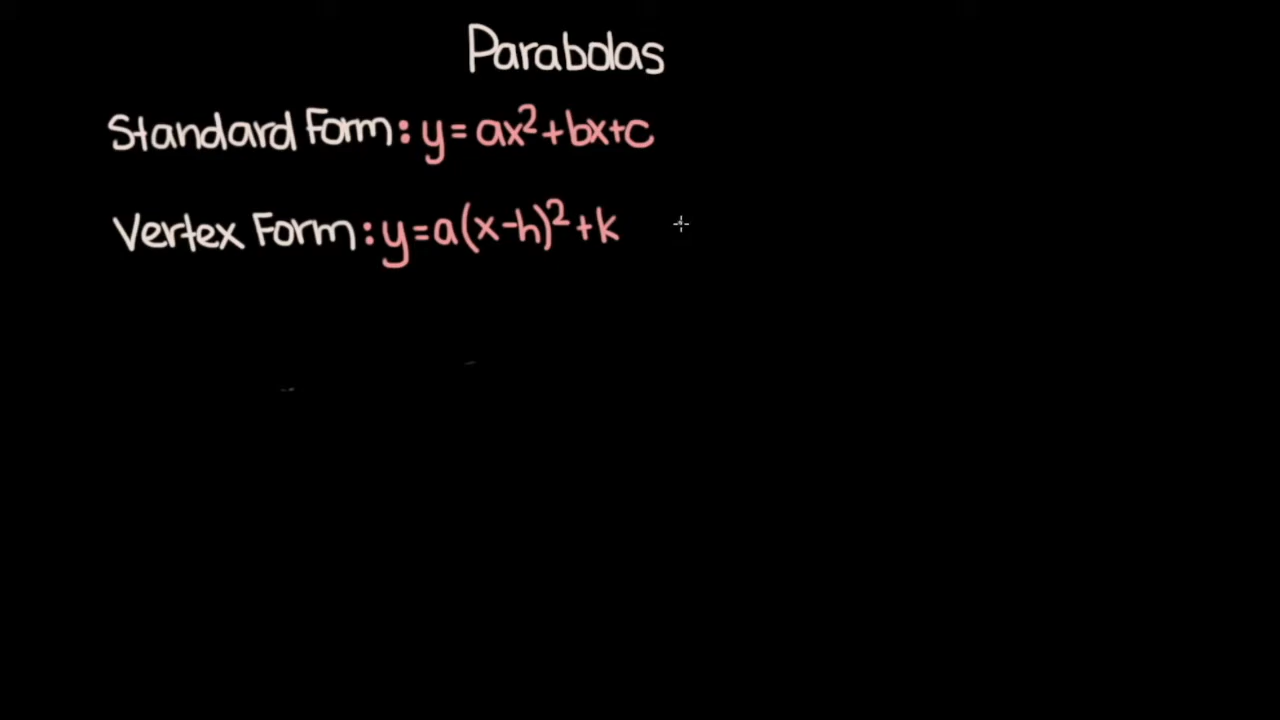 Parabolas
Standard Form: y=ax²+bx+c
Vertex Form: y=a(x-h)²+k